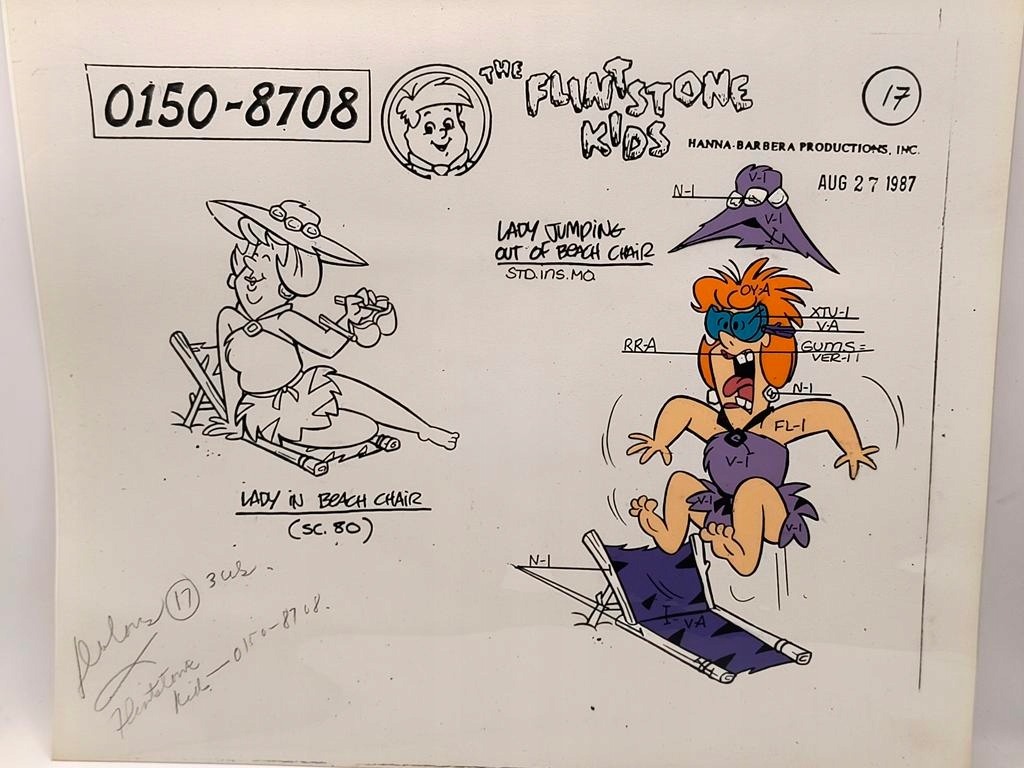 0150-8708
THE FLINTSTONE
KIDS
17
HANNA-BARBERA PRODUCTIONS, INC.
AUG 27 1987
N-1
V-1
V-1
LADY JUMPING
OUT OF BEACH CHAIR
STD.INS.MO.
OY-A
XTU-1
V-A
RR-A
GUMS =
VER-11
N-1
FL-1
V-1
V-1
V-1
LADY IN BEACH CHAIR
(SC. 80)
N-1
I-
V-A
17
Flintstone
Kid
0150-8708.